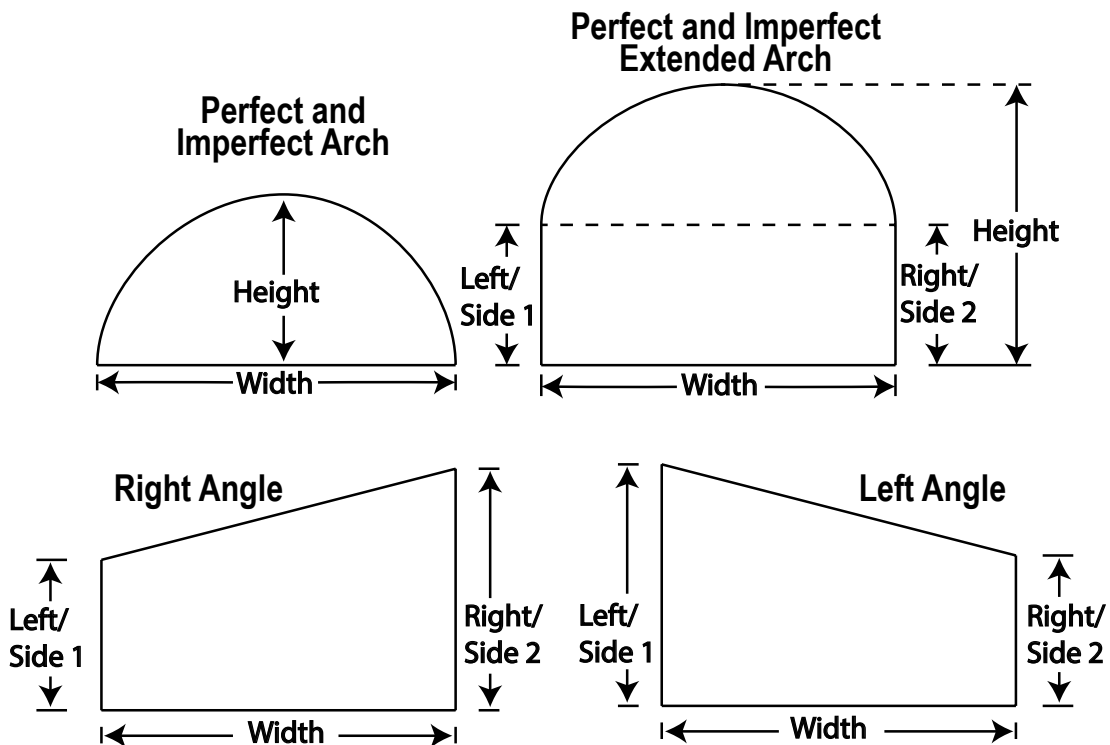 Perfect and
Imperfect Arch
Height
Width
Perfect and Imperfect
Extended Arch
Left/
Side 1
Right/
Side 2
Height
Width
Right Angle
Left/
Side 1
Right/
Side 2
Width
Left Angle
Left/
Side 1
Right/
Side 2
Width